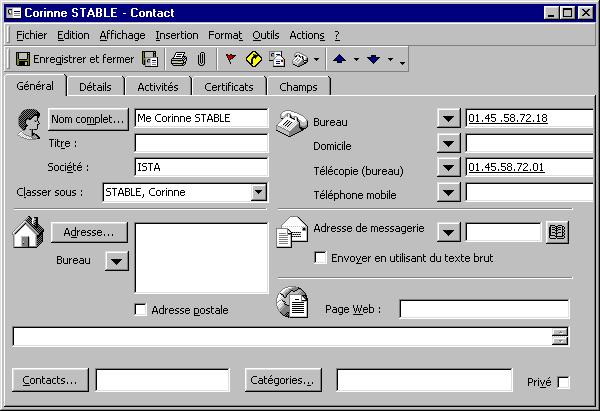 Corinne STABLE - Contact
Fichier Edition Affichage Insertion Format Outils Actions ?
Enregistrer et fermer
Général Détails Activités Certificats Champs
Nom complet... Me Corinne STABLE
Titre :
Société : ISTA
Classer sous : STABLE, Corinne
Bureau 01.45 .58.72.18
Domicile
Télécopie (bureau) 01.45.58.72.01
Téléphone mobile
Adresse...
Bureau
Adresse postale
Adresse de messagerie
Envoyer en utilisant du texte brut
Page Web :
Contacts... Catégories... Privé